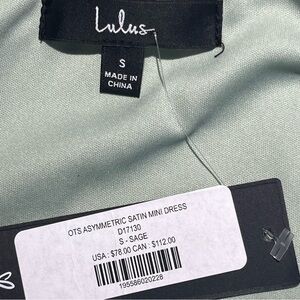 Lulus
S
MADE IN
CHINA
OTS ASYMMETRIC SATIN MINI DRESS
D17130
S - SAGE
USA : $78.00 CAN : $112.00
195586020228